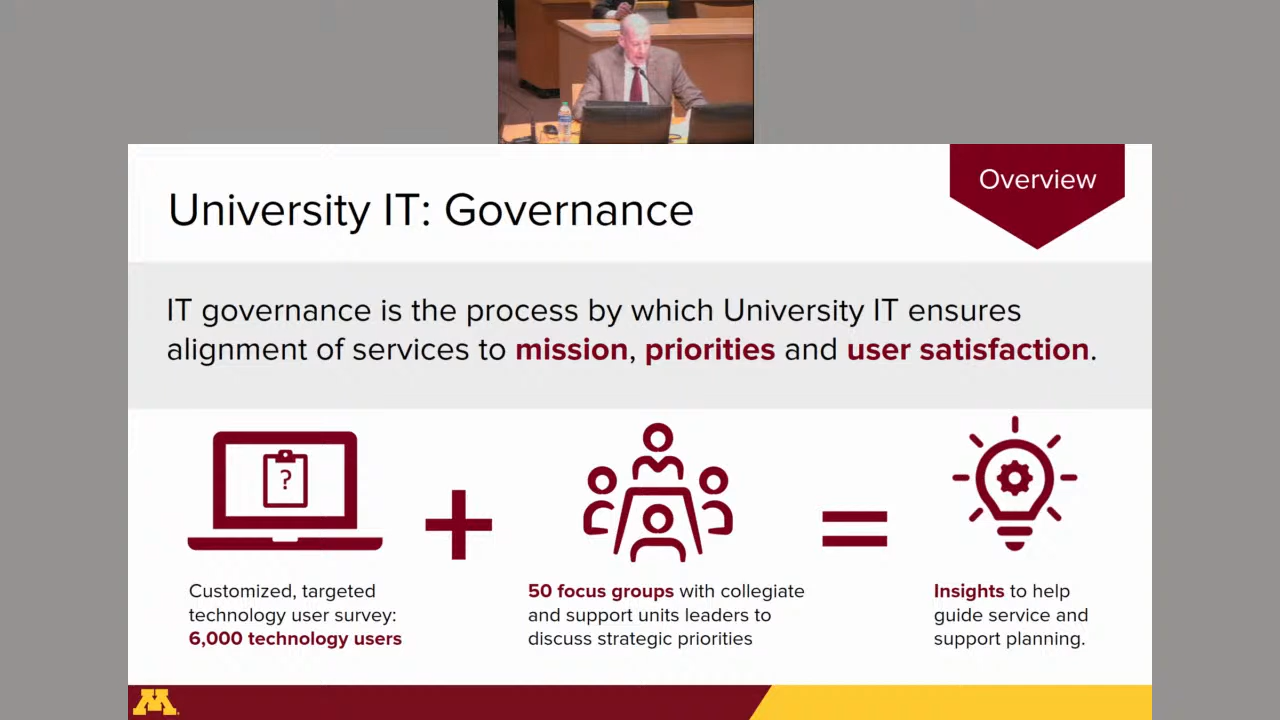 Overview
University IT: Governance
IT governance is the process by which University IT ensures
alignment of services to mission, priorities and user satisfaction.
?
Customized, targeted
technology user survey:
6,000 technology users
50 focus groups with collegiate
and support units leaders to
discuss strategic priorities
Insights to help
guide service and
support planning.
M